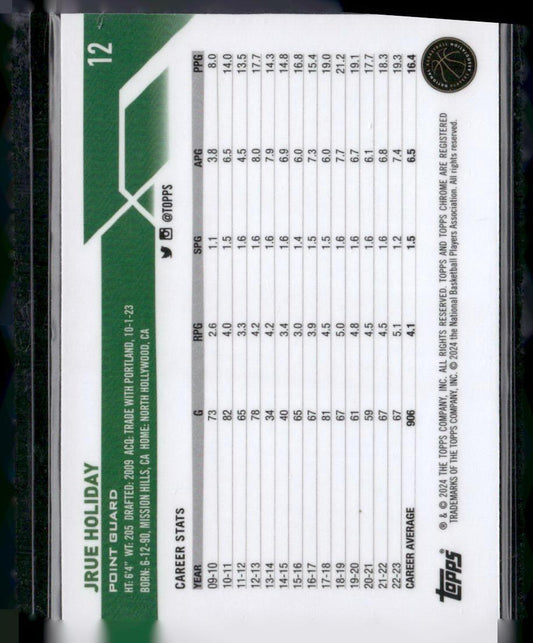 12
JRUE HOLIDAY
POINT GUARD
HT: 6'4" WT: 205 DRAFTED: 2009 ACQ: TRADE WITH PORTLAND, 10-1-23
BORN: 6-12-90, MISSION HILLS, CA HOME: NORTH HOLLYWOOD, CA
@TOPPS
CAREER STATS
YEAR G RPG SPG APG PPG
09-10 73 2.6 1.1 3.8 8.0
10-11 82 4.0 1.5 6.5 14.0
11-12 65 3.3 1.6 4.5 13.5
12-13 78 4.2 1.6 8.0 17.7
13-14 34 4.2 1.6 7.9 14.3
14-15 40 3.4 1.6 6.9 14.8
15-16 65 3.0 1.4 6.0 16.8
16-17 67 3.9 1.5 7.3 15.4
17-18 81 4.5 1.5 6.0 19.0
18-19 67 5.0 1.6 7.7 21.2
19-20 61 4.8 1.6 6.7 19.1
20-21 59 4.5 1.6 6.1 17.7
21-22 67 4.5 1.6 6.8 18.3
22-23 67 5.1 1.2 7.4 19.3
CAREER AVERAGE 906 4.1 1.5 6.5 16.4
topps
® & © 2024 THE TOPPS COMPANY, INC. ALL RIGHTS RESERVED. TOPPS AND TOPPS CHROME ARE REGISTERED
TRADEMARKS OF THE TOPPS COMPANY, INC. © 2024 the National Basketball Players Association. All rights reserved.